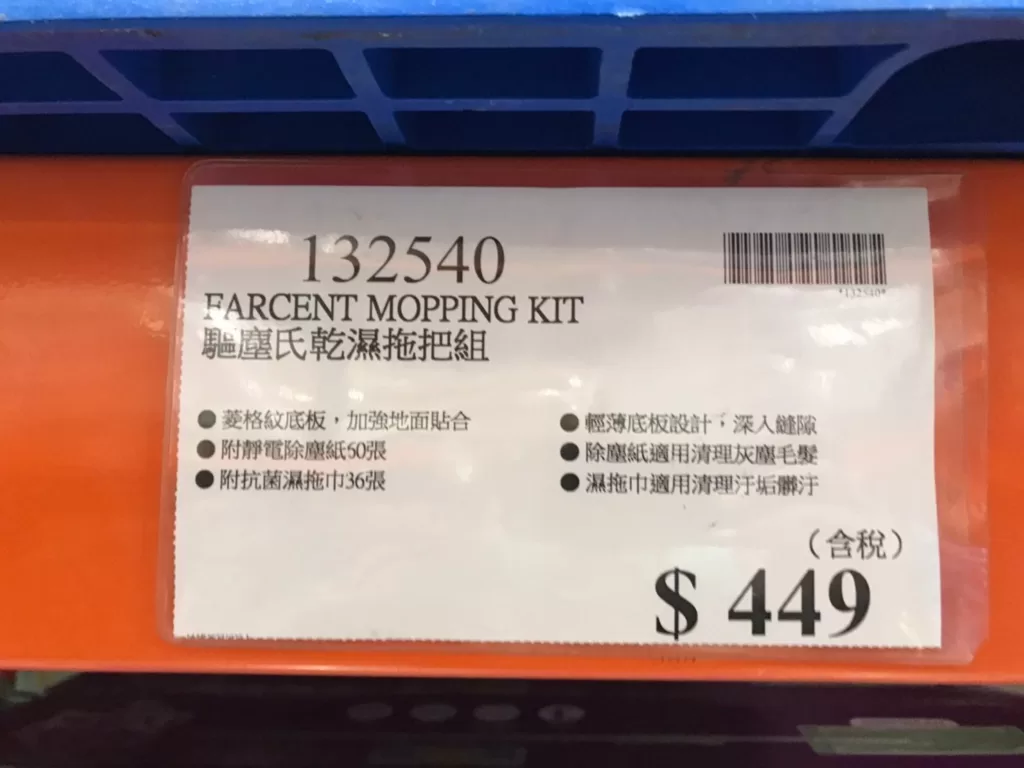 132540
*132540*
FARCENT MOPPING KIT
驅塵氏乾濕拖把組
●菱格紋底板，加強地面貼合
●附靜電除塵紙50張
●附抗菌濕拖巾36張
●輕薄底板設計，深入縫隙
●除塵紙適用清理灰塵毛髮
●濕拖巾適用清理汙垢髒汙
（含稅）
$ 449